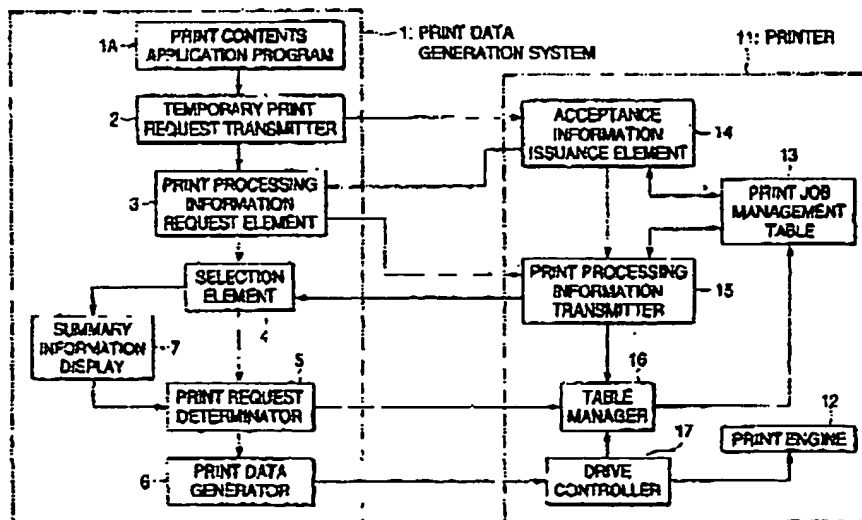 1A
PRINT CONTENTS
APPLICATION PROGRAM
1: PRINT DATA
GENERATION SYSTEM
11: PRINTER
2
TEMPORARY PRINT
REQUEST TRANSMITTER
ACCEPTANCE
INFORMATION
ISSUANCE ELEMENT
14
13
3
PRINT PROCESSING
INFORMATION
REQUEST ELEMENT
PRINT JOB
MANAGEMENT
TABLE
SELECTION
ELEMENT
4
PRINT PROCESSING
INFORMATION
TRANSMITTER
15
SUMMARY
INFORMATION
DISPLAY
7
5
PRINT REQUEST
DETERMINATOR
16
TABLE
MANAGER
12
PRINT ENGINE
6
PRINT DATA
GENERATOR
17
DRIVE
CONTROLLER